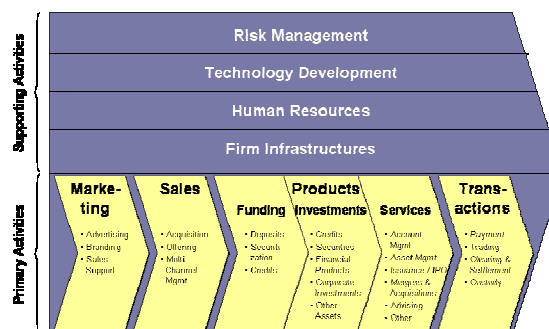 Supporting Activities
Risk Management
Technology Development
Human Resources
Firm Infrastructures
Primary Activities
Marke-
ting
• Advertising
• Branding
• Sales
Support
Sales
• Acquisition
• Offering
• Multi
Channel
Mgmt
Products
Funding
• Deposits
• Securiti
zation
• Credits
Investments
• Credits
• Securities
• Financial
Products
• Corporate
Investments
• Other
Assets
Services
• Account
Mgmt
• Asset Mgmt
• Issuance / IPO
• Mergers &
Acquisitions
• Advising
• Other
Trans-
actions
• Payment
• Trading
• Clearing &
Settlement
• Custody